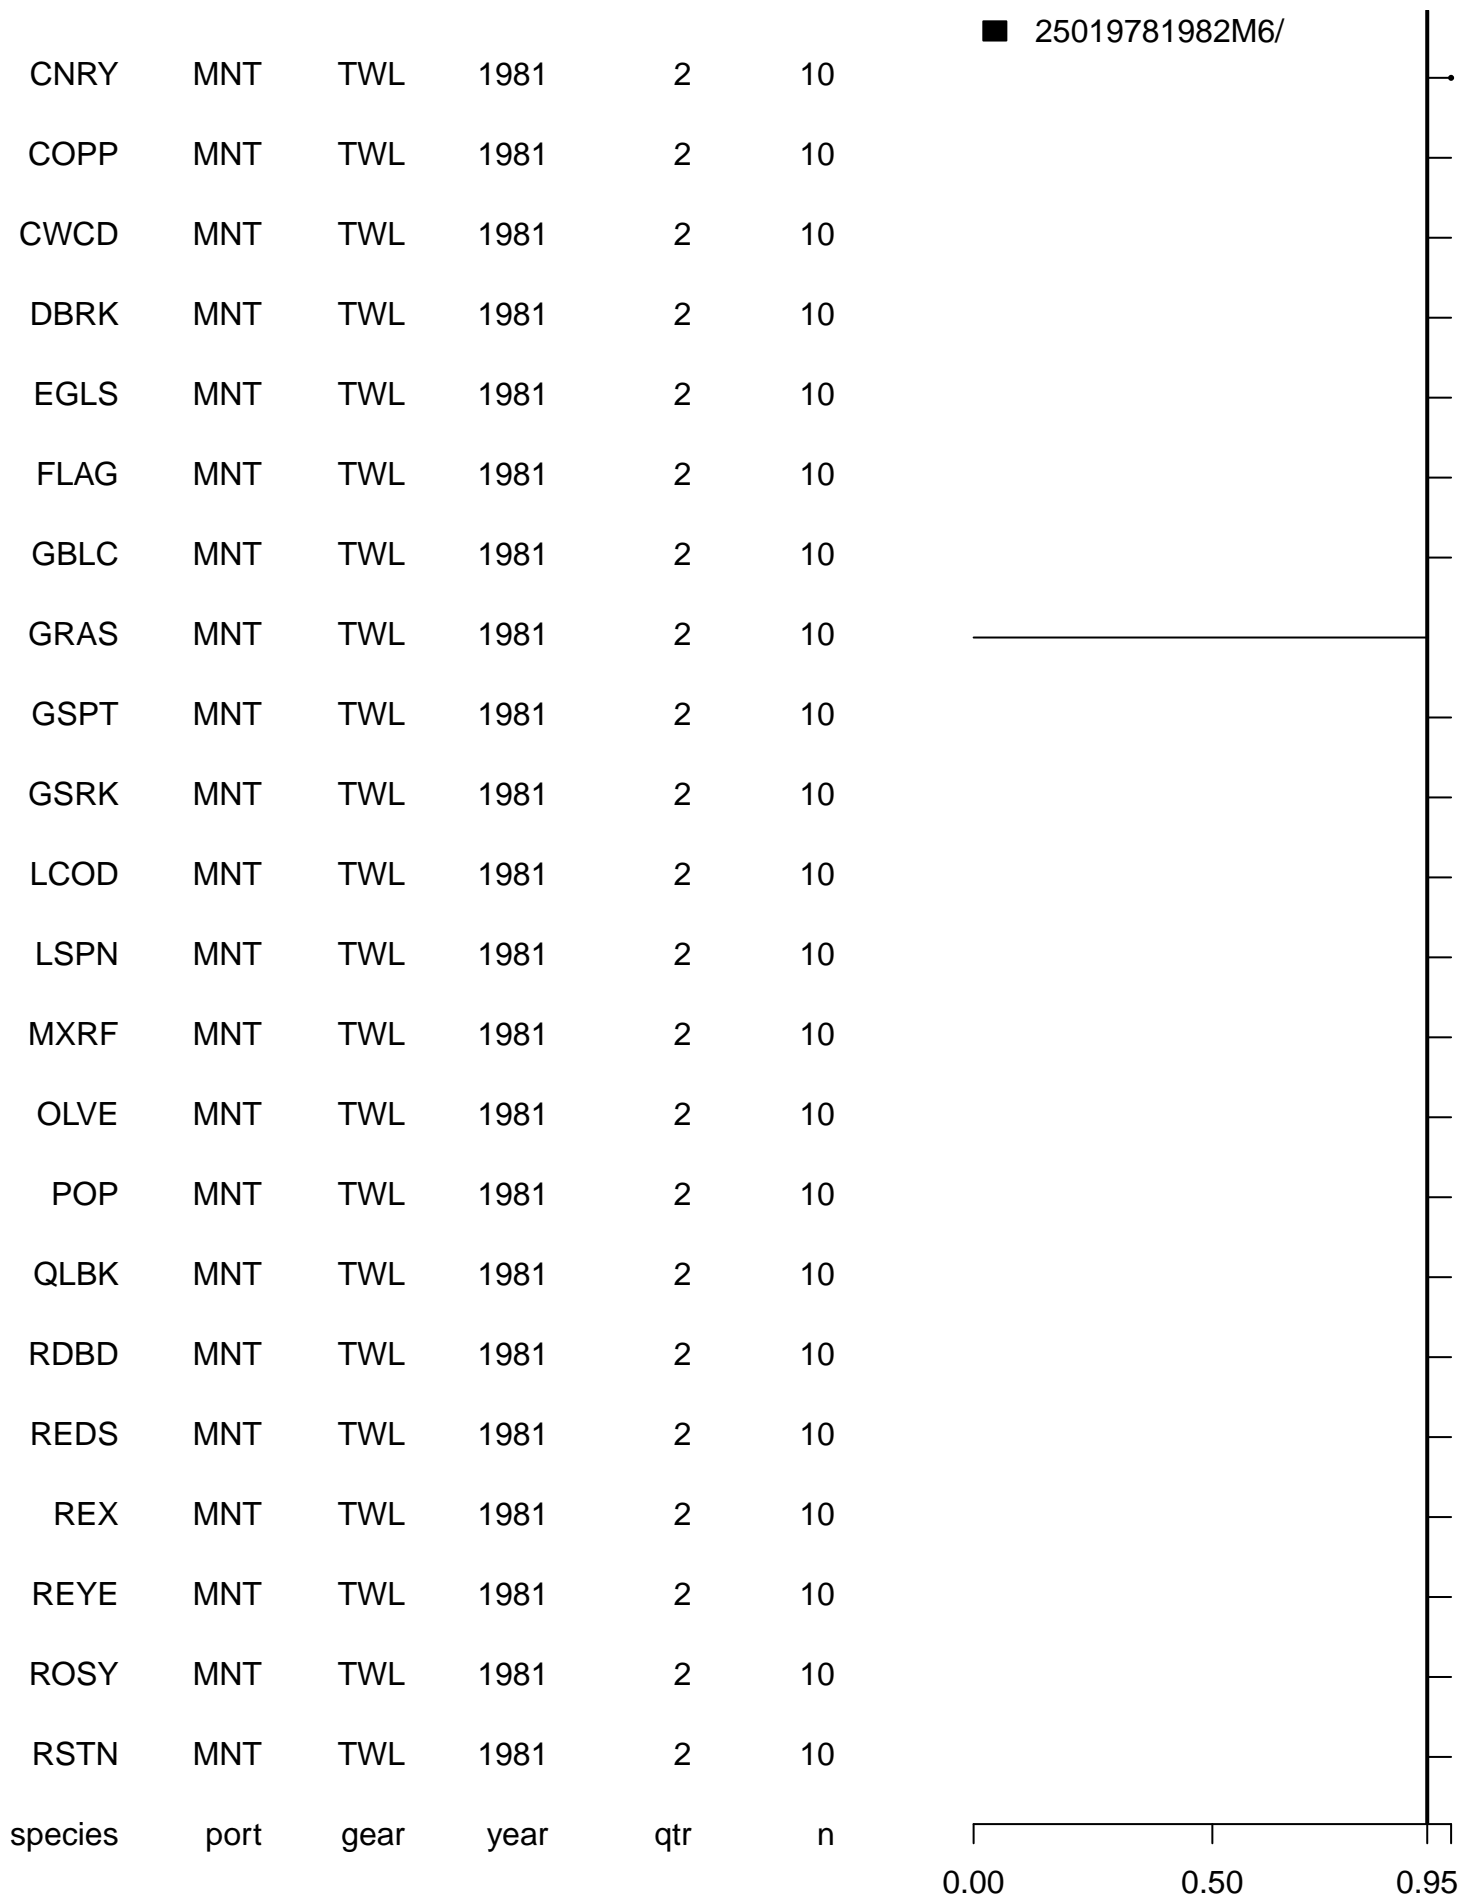 25019781982M6/
CNRY MNT TWL 1981 2 10
COPP MNT TWL 1981 2 10
CWCD MNT TWL 1981 2 10
DBRK MNT TWL 1981 2 10
EGLS MNT TWL 1981 2 10
FLAG MNT TWL 1981 2 10
GBLC MNT TWL 1981 2 10
GRAS MNT TWL 1981 2 10
GSPT MNT TWL 1981 2 10
GSRK MNT TWL 1981 2 10
LCOD MNT TWL 1981 2 10
LSPN MNT TWL 1981 2 10
MXRF MNT TWL 1981 2 10
OLVE MNT TWL 1981 2 10
POP MNT TWL 1981 2 10
QLBK MNT TWL 1981 2 10
RDBD MNT TWL 1981 2 10
REDS MNT TWL 1981 2 10
REX MNT TWL 1981 2 10
REYE MNT TWL 1981 2 10
ROSY MNT TWL 1981 2 10
RSTN MNT TWL 1981 2 10
species port gear year qtr n
0.00 0.50 0.95